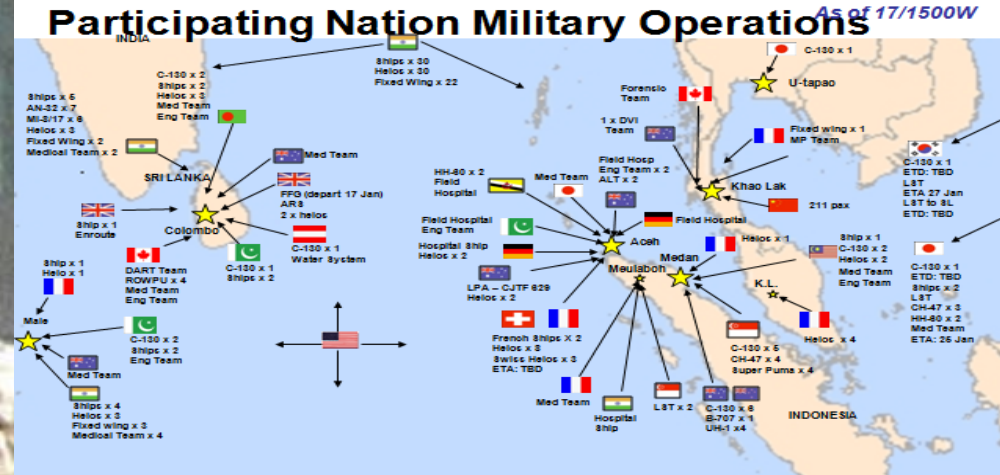 Participating Nation Military Operations
As of 17/1500W
INDIA
Ships x 30
Helos x 30
Fixed Wing x 22
C-130 x 2
Ships x 2
Helos x 3
Med Team
Eng Team
Ships x 5
AN-32 x 7
MI-8/17 x 6
Helos x 3
Fixed Wing x 2
Medical Team x 2
SRI LANKA
Med Team
FFG (depart 17 Jan)
ARS
2 x helos
Ship x 1
Enroute
Colombo
C-130 x 1
Water System
DART Team
ROWPU x 4
Med Team
Eng Team
C-130 x 1
Ships x 1
Ship x 1
Helo x 1
Male
C-130 x 2
Ships x 2
Eng Team
Med Team
Ships x 4
Helos x 3
Fixed wing x 3
Medical Team x 4
C-130 x 1
U-tapao
Forensic
Team
1 x DVI
Team
Fixed wing x 1
MP Team
Khao Lak
211 pax
C-130 x 1
ETD: TBD
LST
ETA 27 Jan
LST to SL
ETD: TBD
Field Hosp
Eng Team x 2
ALT x 2
HH-60 x 2
Field
Hospital
Med Team
Field Hospital
Field Hospital
Eng Team
Aceh
Hospital Ship
Helos x 2
LPA – CJTF 629
Helos x 2
Meulaboh
Medan
Helos x 1
Ship x 1
C-130 x 2
Helos x 2
Med Team
Eng Team
K.L.
Helos x 4
C-130 x 1
ETD: TBD
Ships x 2
LST
CH-47 x 3
HH-60 x 2
Med Team
ETA: 25 Jan
French Ships X 2
Helos x 3
Swiss Helos x 3
ETA: TBD
C-130 x 5
CH-47 x 4
Super Puma x 4
Med Team
Hospital
Ship
LST x 2
C-130 x 6
B-707 x 1
UH-1 x4
INDONESIA